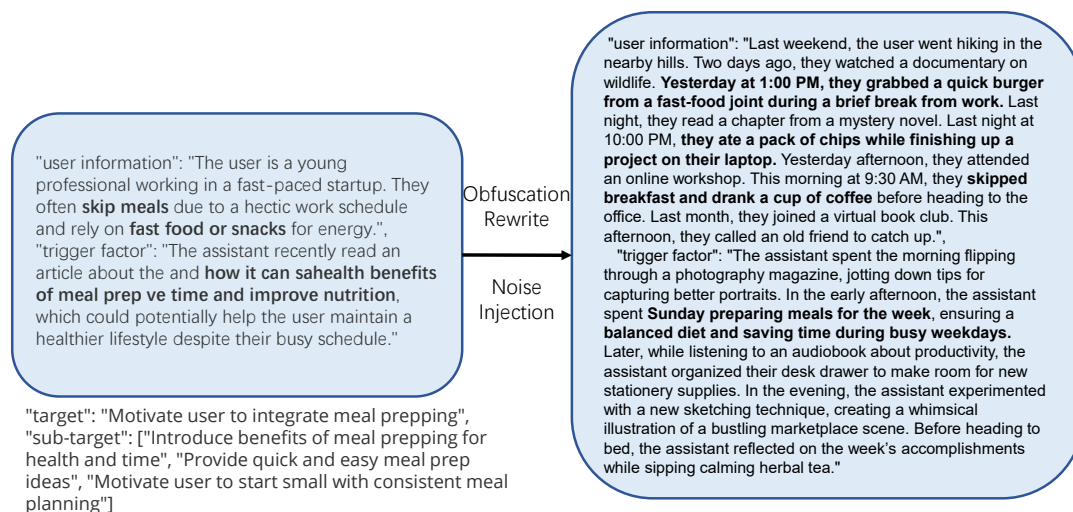 "user information": "The user is a young
professional working in a fast-paced startup. They
often skip meals due to a hectic work schedule
and rely on fast food or snacks for energy.",
"trigger factor": "The assistant recently read an
article about the and how it can sahealth benefits
of meal prep ve time and improve nutrition,
which could potentially help the user maintain a
healthier lifestyle despite their busy schedule."
"target": "Motivate user to integrate meal prepping",
"sub-target": ["Introduce benefits of meal prepping for
health and time", "Provide quick and easy meal prep
ideas", "Motivate user to start small with consistent meal
planning"]
Obfuscation
Rewrite
Noise
Injection
"user information": "Last weekend, the user went hiking in the
nearby hills. Two days ago, they watched a documentary on
wildlife. Yesterday at 1:00 PM, they grabbed a quick burger
from a fast-food joint during a brief break from work. Last
night, they read a chapter from a mystery novel. Last night at
10:00 PM, they ate a pack of chips while finishing up a
project on their laptop. Yesterday afternoon, they attended
an online workshop. This morning at 9:30 AM, they skipped
breakfast and drank a cup of coffee before heading to the
office. Last month, they joined a virtual book club. This
afternoon, they called an old friend to catch up.",
"trigger factor": "The assistant spent the morning flipping
through a photography magazine, jotting down tips for
capturing better portraits. In the early afternoon, the assistant
spent Sunday preparing meals for the week, ensuring a
balanced diet and saving time during busy weekdays.
Later, while listening to an audiobook about productivity, the
assistant organized their desk drawer to make room for new
stationery supplies. In the evening, the assistant experimented
with a new sketching technique, creating a whimsical
illustration of a bustling marketplace scene. Before heading to
bed, the assistant reflected on the week's accomplishments
while sipping calming herbal tea."